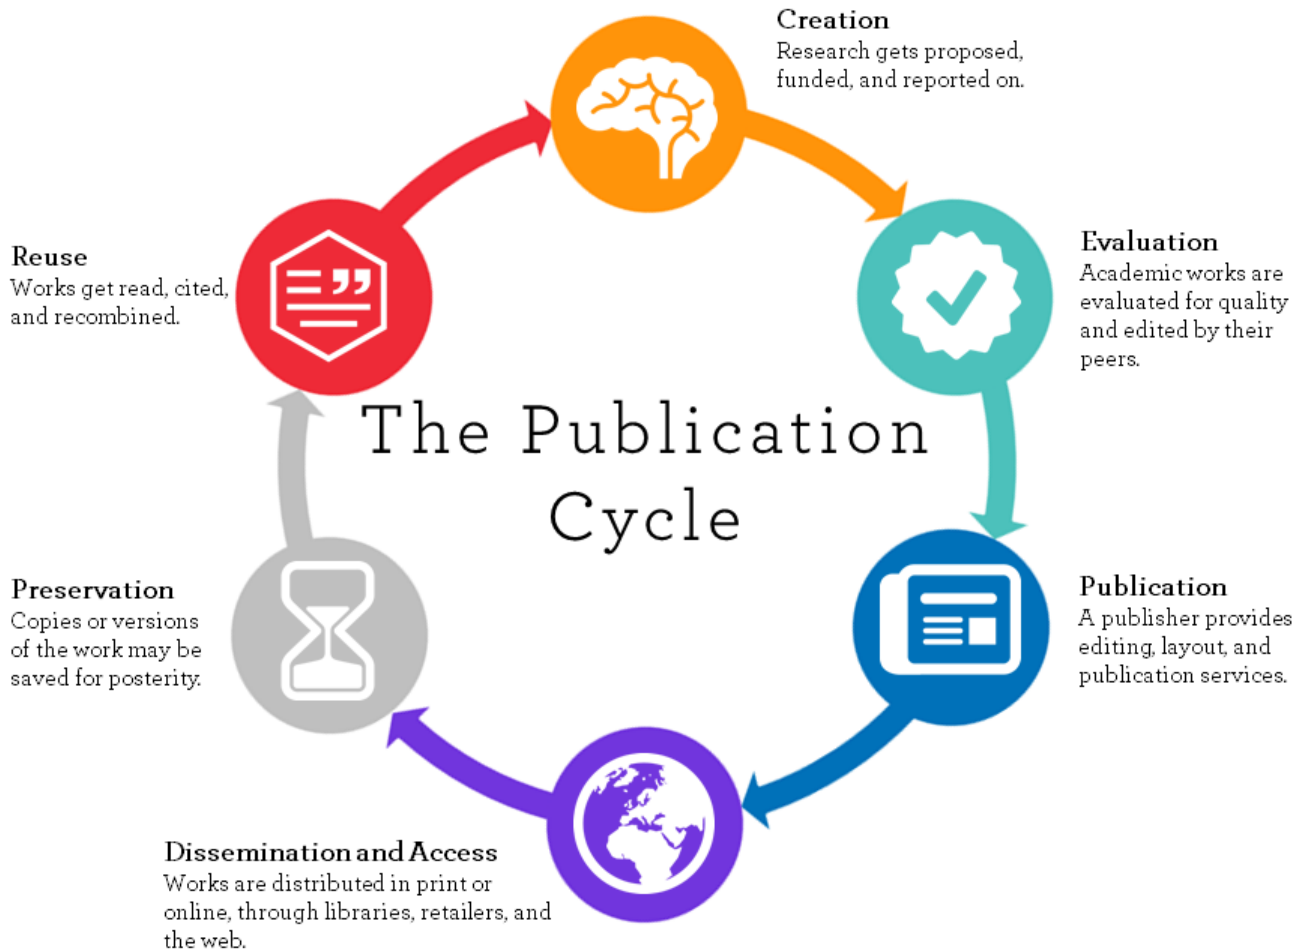 Creation
Research gets proposed,
funded, and reported on.
Evaluation
Academic works are
evaluated for quality
and edited by their
peers.
Publication
A publisher provides
editing, layout, and
publication services.
Dissemination and Access
Works are distributed in print or
online, through libraries, retailers, and
the web.
Preservation
Copies or versions
of the work may be
saved for posterity.
Reuse
Works get read, cited,
and recombined.
The Publication
Cycle